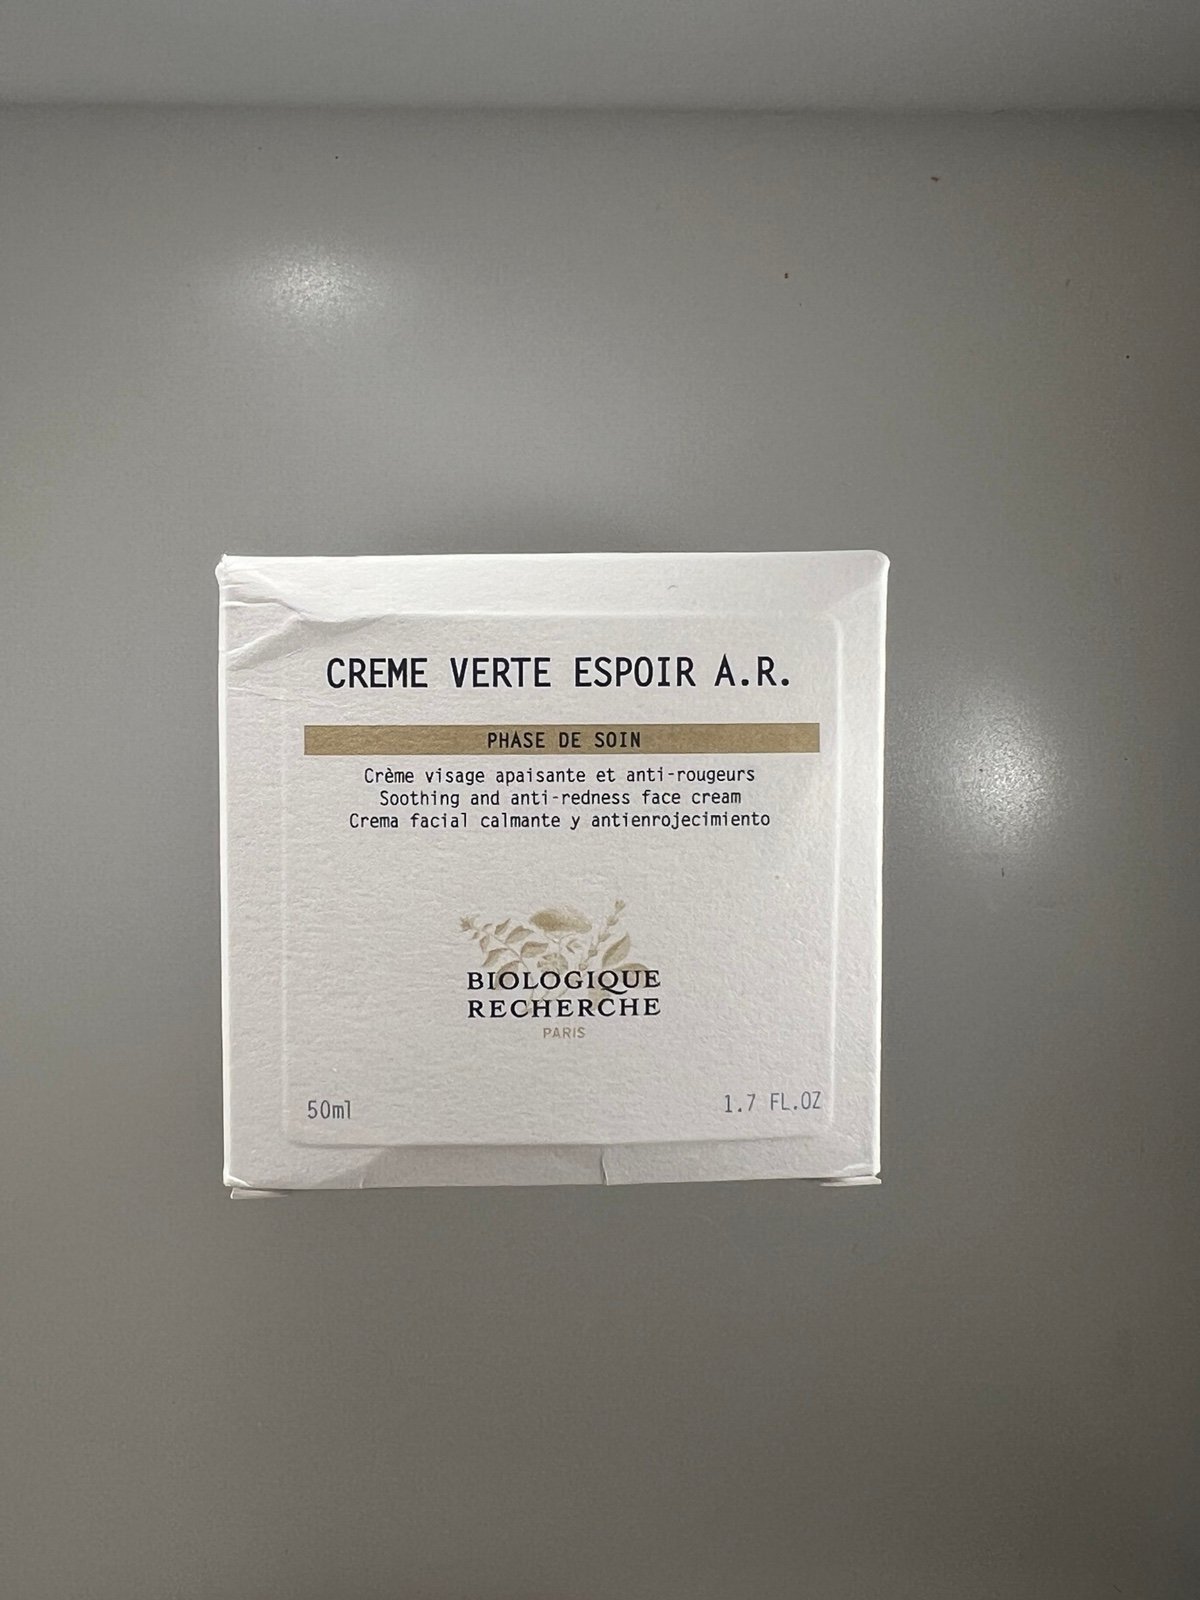 CREME VERTE ESPOIR A.R.
PHASE DE SOIN
Crème visage apaisante et anti-rougeurs
Soothing and anti-redness face cream
Crema facial calmante y antienrojecimiento
BIOLOGIQUE
RECHERCHE
PARIS
50ml 1.7 FL.OZ